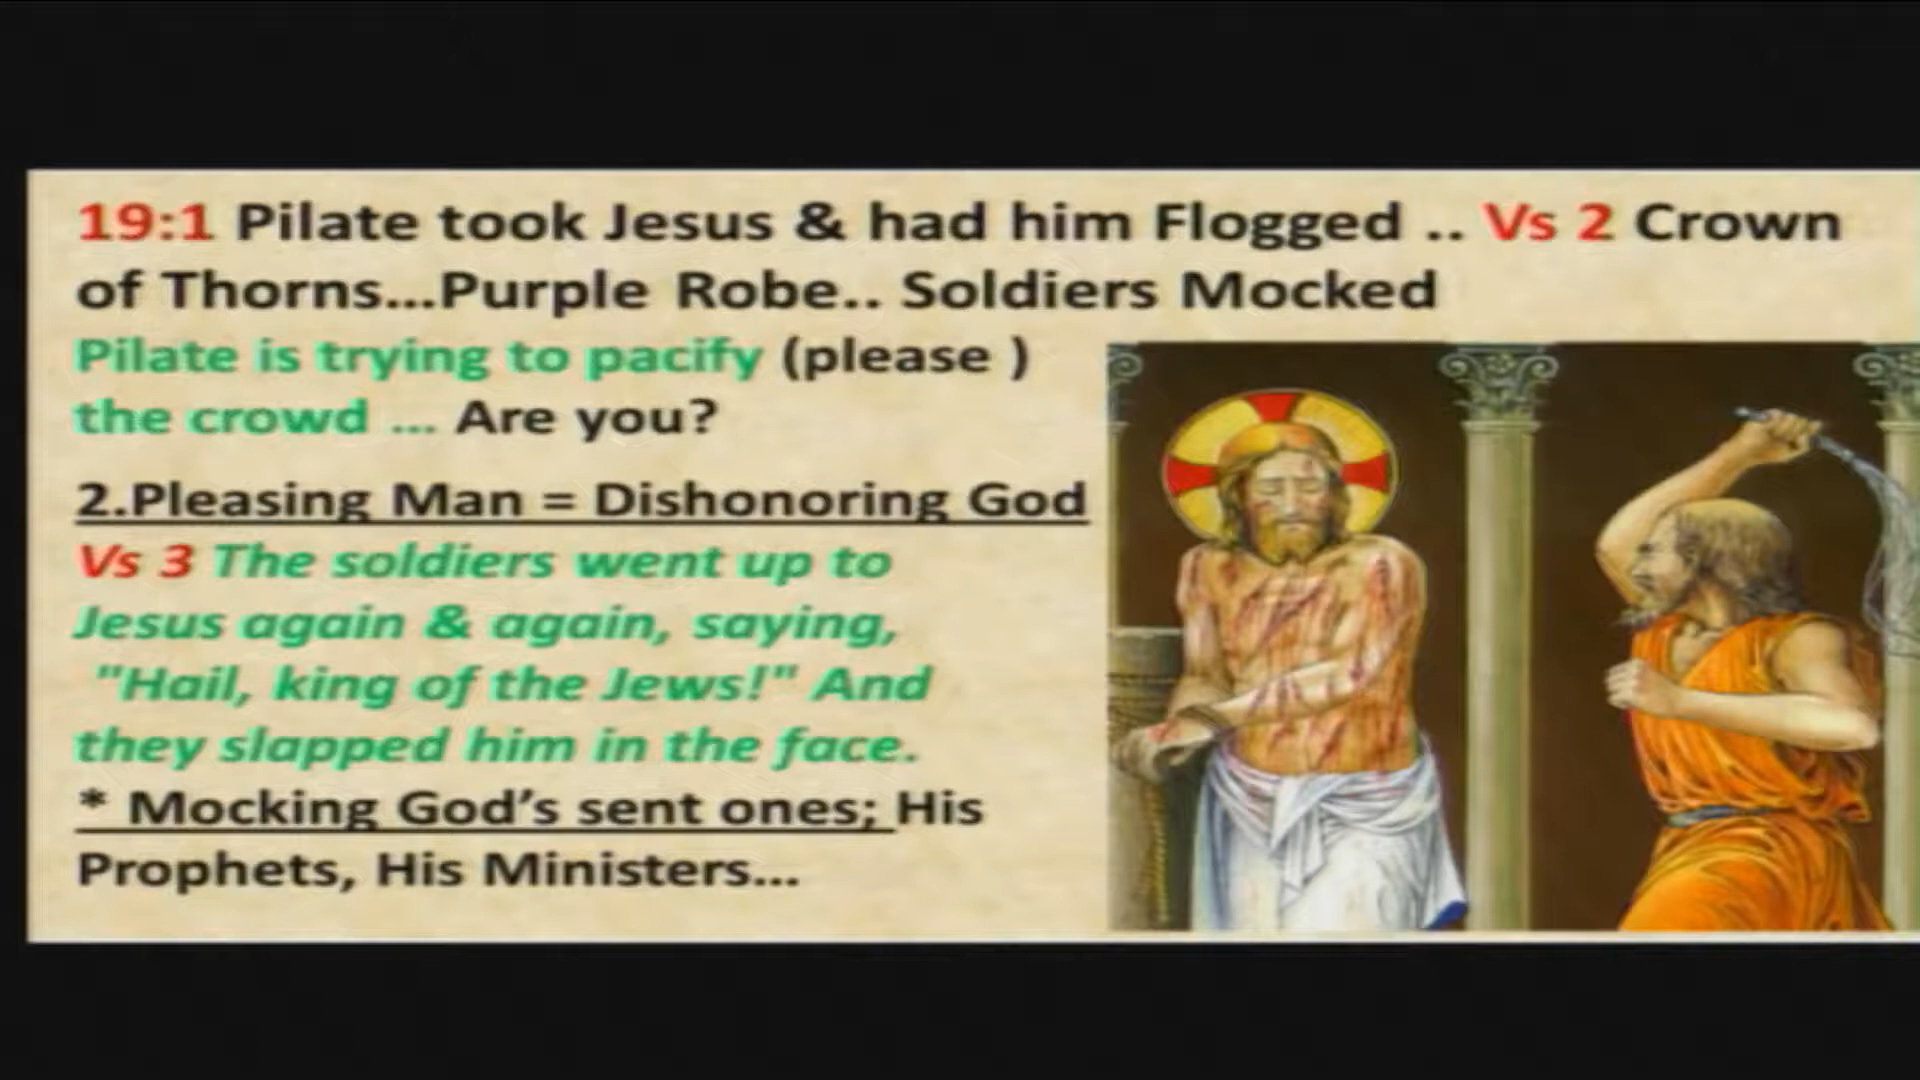 19:1 Pilate took Jesus & had him Flogged .. Vs 2 Crown
of Thorns...Purple Robe.. Soldiers Mocked
Pilate is trying to pacify (please )
the crowd ... Are you?
2.Pleasing Man = Dishonoring God
Vs 3 The soldiers went up to
Jesus again & again, saying,
"Hail, king of the Jews!" And
they slapped him in the face.
* Mocking God’s sent ones; His
Prophets, His Ministers...